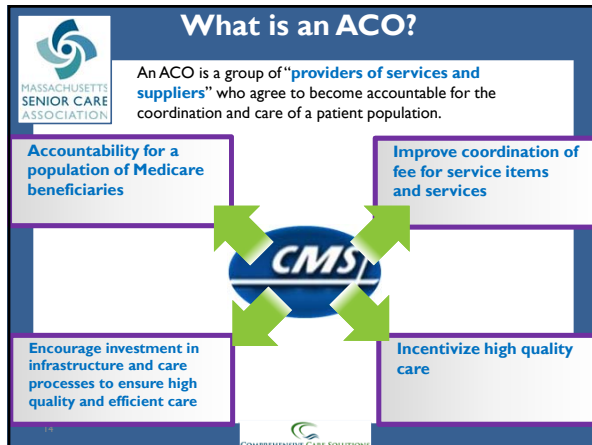 What is an ACO?
MASSACHUSETTS
SENIOR CARE
ASSOCIATION
An ACO is a group of “providers of services and
suppliers” who agree to become accountable for the
coordination and care of a patient population.
Accountability for a
population of Medicare
beneficiaries
Improve coordination of
fee for service items
and services
CMS
Encourage investment in
infrastructure and care
processes to ensure high
quality and efficient care
Incentivize high quality
care
14
COMPREHENSIVE CARE SOLUTIONS